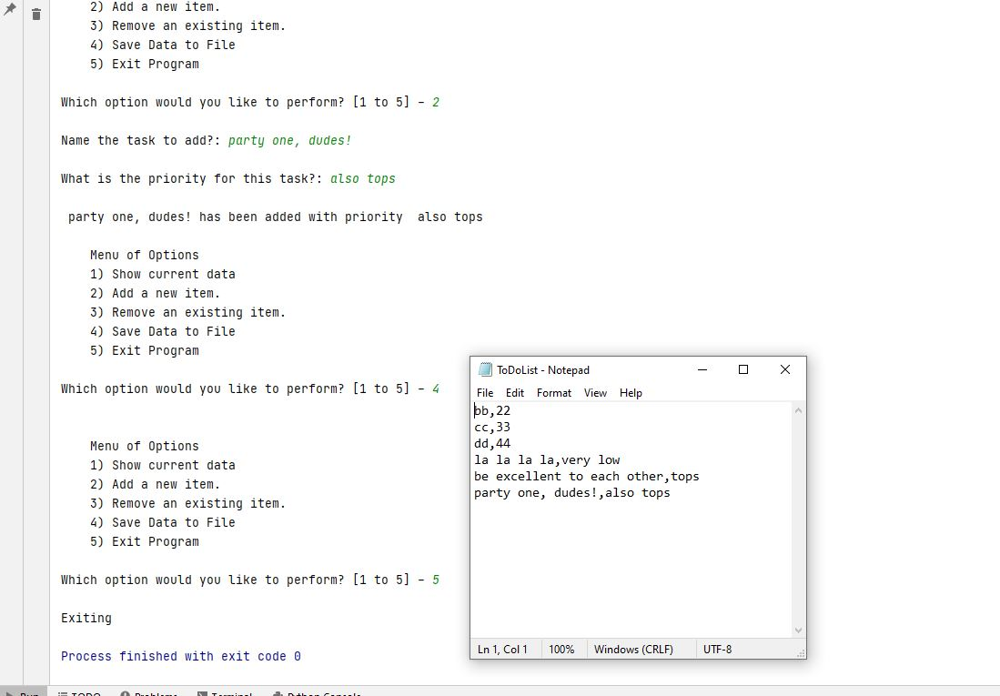 2) Add a new item.
3) Remove an existing item.
4) Save Data to File
5) Exit Program
Which option would you like to perform? [1 to 5] - 2
Name the task to add?: party one, dudes!
What is the priority for this task?: also tops
party one, dudes! has been added with priority  also tops
Menu of Options
1) Show current data
2) Add a new item.
3) Remove an existing item.
4) Save Data to File
5) Exit Program
Which option would you like to perform? [1 to 5] - 4
Menu of Options
1) Show current data
2) Add a new item.
3) Remove an existing item.
4) Save Data to File
5) Exit Program
Which option would you like to perform? [1 to 5] - 5
Exiting
Process finished with exit code 0
ToDoList - Notepad
File Edit Format View Help
bb,22
cc,33
dd,44
la la la la,very low
be excellent to each other,tops
party one, dudes!,also tops
Ln 1, Col 1 100% Windows (CRLF) UTF-8
Run TODO Problems Terminal Python Console